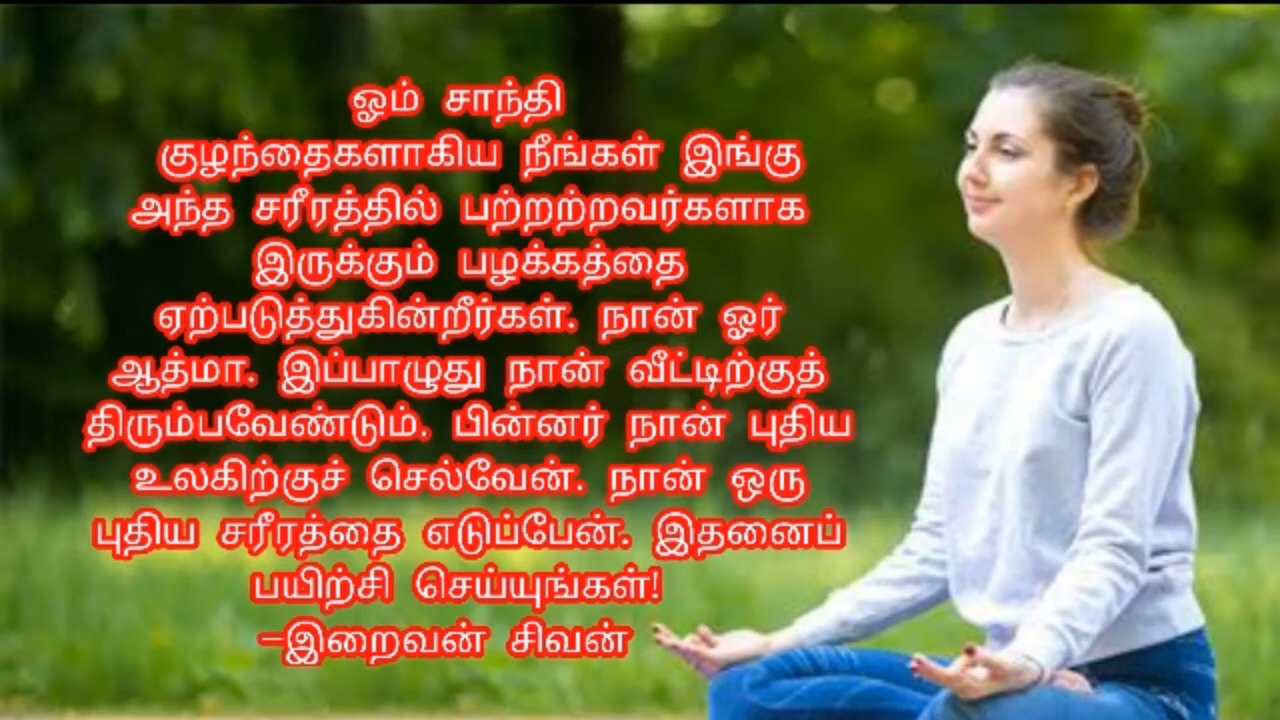 ஓம் சாந்தி
குழந்தைகளாகிய நீங்கள் இங்கு
அந்த சரீரத்தில் பற்றற்றவர்களாக
இருக்கும் பழக்கத்தை
ஏற்படுத்துகின்றீர்கள். நான் ஓர்
ஆத்மா. இப்பாழுது நான் வீட்டிற்குத்
திரும்பவேண்டும். பின்னர் நான் புதிய
உலகிற்குச் செல்வேன். நான் ஒரு
புதிய சரீரத்தை எடுப்பேன். இதனைப்
பயிற்சி செய்யுங்கள்!
-இறைவன் சிவன்